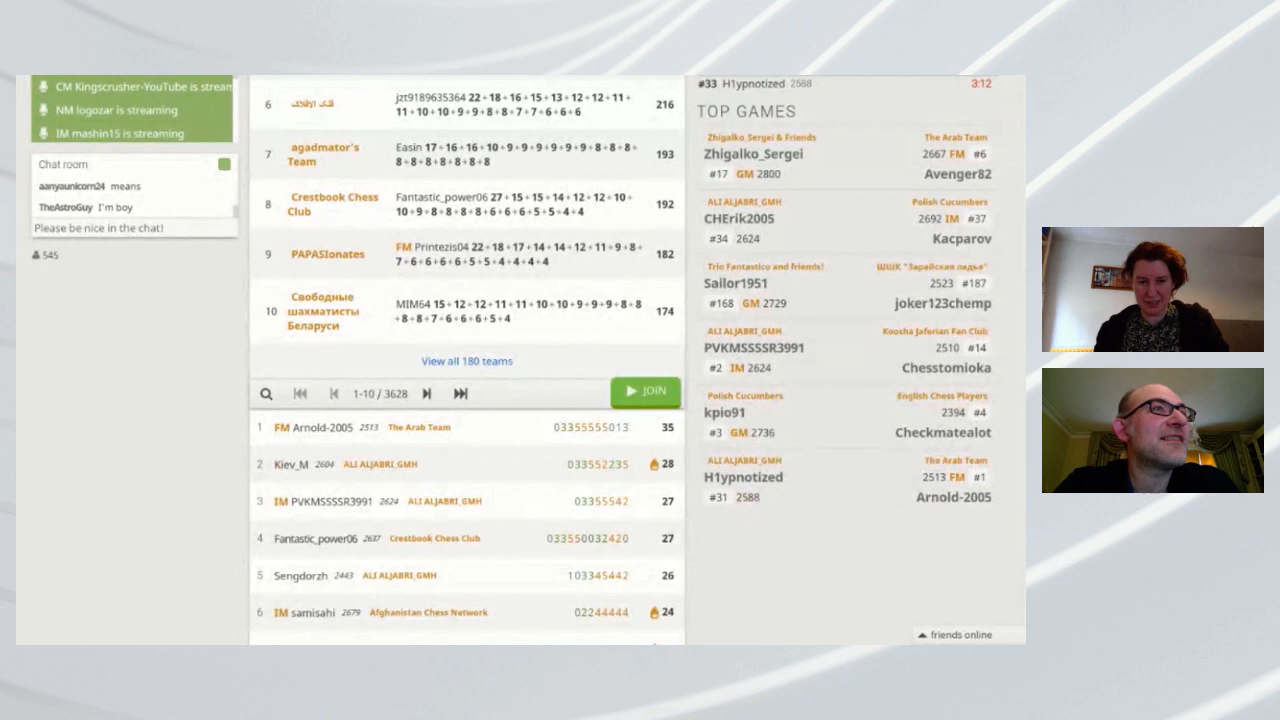 CM Kingscrusher-YouTube is stream
NM logozar is streaming
IM mashin15 is streaming
Chat room
aanyaunicorn24 means
TheAstroGuy I'm boy
Please be nice in the chat!
545
6 jzt9189635364 22+18+16+15+13+12+12+11+ 216
11+10+10+9+9+8+8+7+7+6+6+6
7 agadmator's Easin 17+16+16+10+9+9+9+9+9+9+8+8+8+ 193
Team 8+8+8+8+8+8+8
8 Crestbook Chess Fantastic_power06 27+15+15+14+12+12+10+ 192
Club 10+9+8+8+8+6+6+6+5+5+4+4
9 PAPASIonates FM Printezis04 22+18+17+14+14+12+11+9+8+ 182
7+6+6+6+6+5+5+4+4+4+4
10 Свободные MIM64 15+12+12+11+11+10+10+9+9+9+8+8 174
шахматисты +8+8+7+6+6+6+5+4
Беларуси
View all 180 teams
1-10 / 3628 JOIN
1 FM Arnold-2005 2513 The Arab Team 03355555013 35
2 Kiev_M 2604 ALI ALJABRI_GMH 033552235 28
3 IM PVKMSSSSR3991 2624 ALI ALJABRI_GMH 03355542 27
4 Fantastic_power06 2637 Crestbook Chess Club 033550032420 27
5 Sengdorzh 2443 ALI ALJABRI_GMH 103345442 26
6 IM samisahi 2679 Afghanistan Chess Network 02244444 24
#33 H1ypnotized 2588 3:12
TOP GAMES
Zhigalko_Sergei & Friends The Arab Team
Zhigalko_Sergei 2667 FM #6
#17 GM 2800 Avenger82
ALI ALJABRI_GMH Polish Cucumbers
CHErik2005 2692 IM #37
#34 2624 Kacparov
Trio Fantastico and friends! ШШК "Зарайская ладья"
Sailor1951 2523 #187
#168 GM 2729 joker123chemp
ALI ALJABRI_GMH Koosha Jaferian Fan Club
PVKMSSSSR3991 2510 #14
#2 IM 2624 Chesstomioka
Polish Cucumbers English Chess Players
kpio91 2394 #4
#3 GM 2736 Checkmatealot
ALI ALJABRI_GMH The Arab Team
H1ypnotized 2513 FM #1
#31 2588 Arnold-2005
friends online